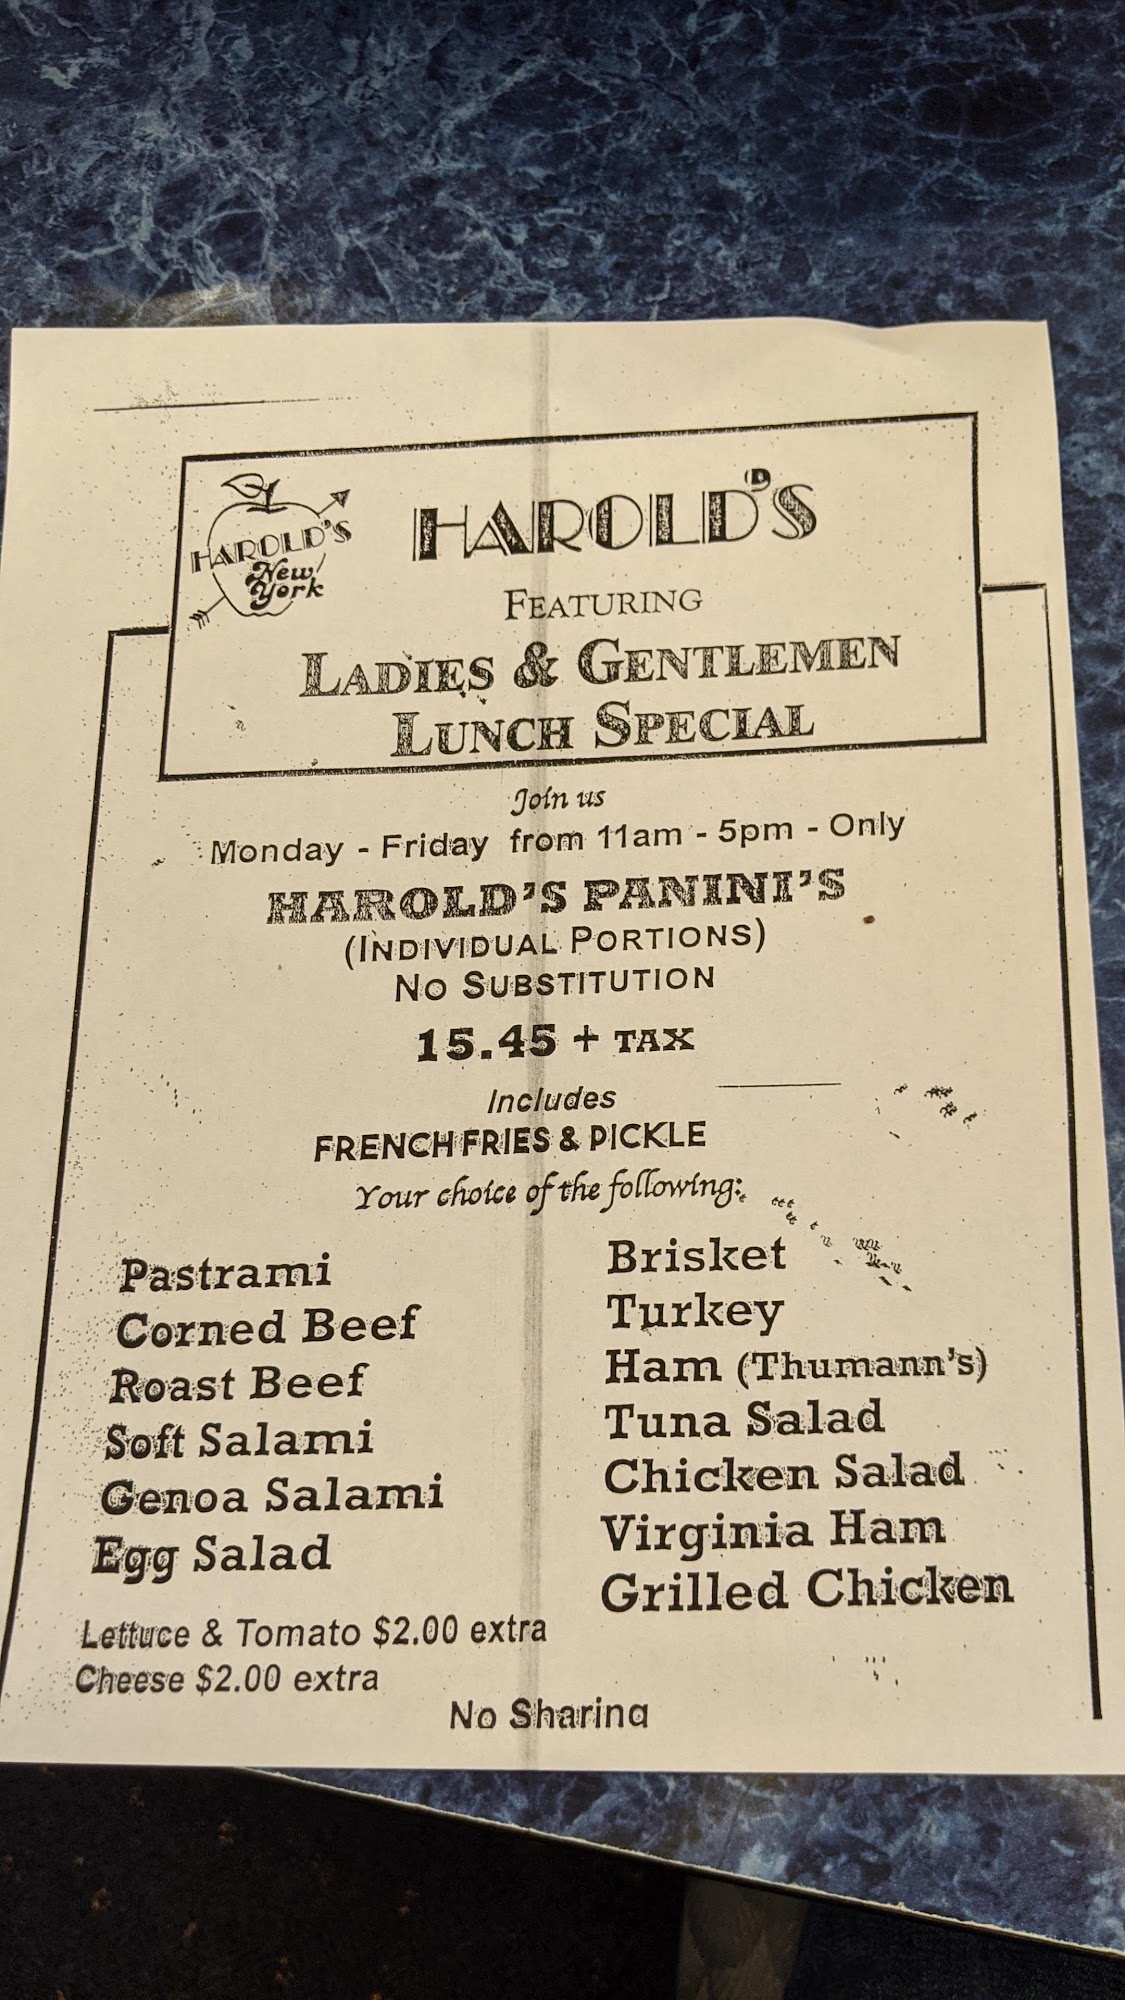 HAROLD'S
New York
HAROLD'S
FEATURING
LADIES & GENTLEMEN
LUNCH SPECIAL
Join us
Monday - Friday from 11am - 5pm - Only
HAROLD'S PANINI'S
(INDIVIDUAL PORTIONS)
NO SUBSTITUTION
15.45 + TAX
Includes
FRENCH FRIES & PICKLE
Your choice of the following:
Pastrami
Corned Beef
Roast Beef
Soft Salami
Genoa Salami
Egg Salad
Brisket
Turkey
Ham (Thumann's)
Tuna Salad
Chicken Salad
Virginia Ham
Grilled Chicken
Lettuce & Tomato $2.00 extra
Cheese $2.00 extra
No Sharing